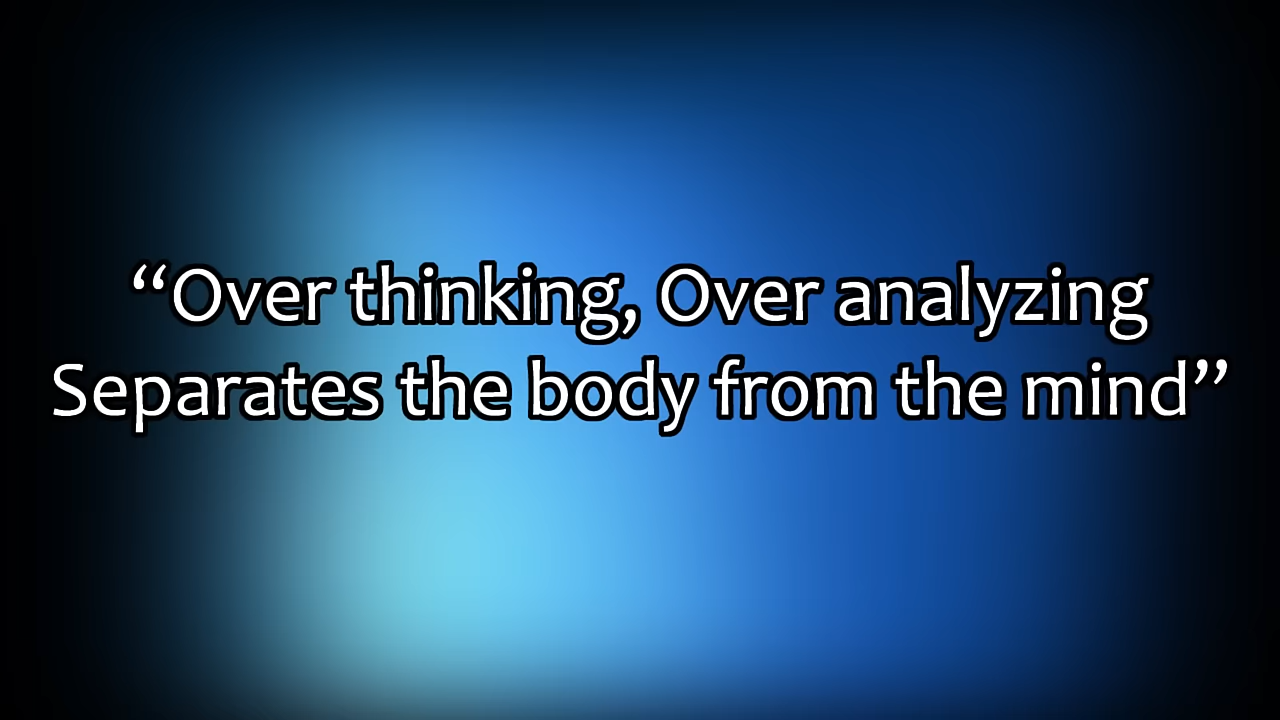 “Over thinking, Over analyzing
Separates the body from the mind”